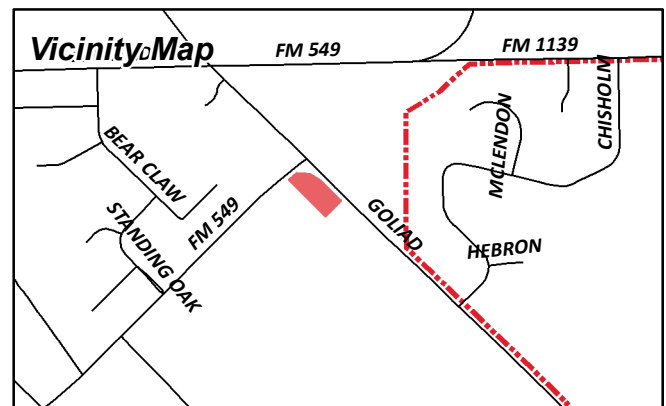 Vicinity Map
FM 549
FM 1139
CHISHOLM
MCLENDON
BEAR CLAW
GOLIAD
FM 549
STANDING OAK
HEBRON